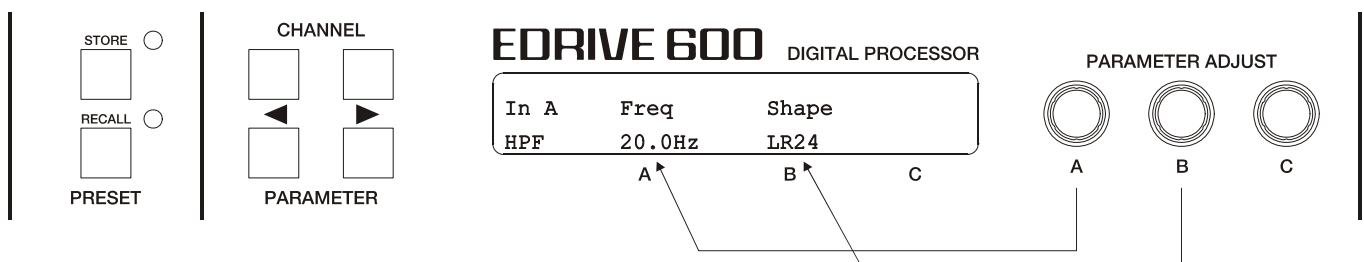 STORE
RECALL
PRESET
CHANNEL
PARAMETER
EDRIVE 600 DIGITAL PROCESSOR
In A Freq Shape
HPF 20.0Hz LR24
A B C
PARAMETER ADJUST
A B C